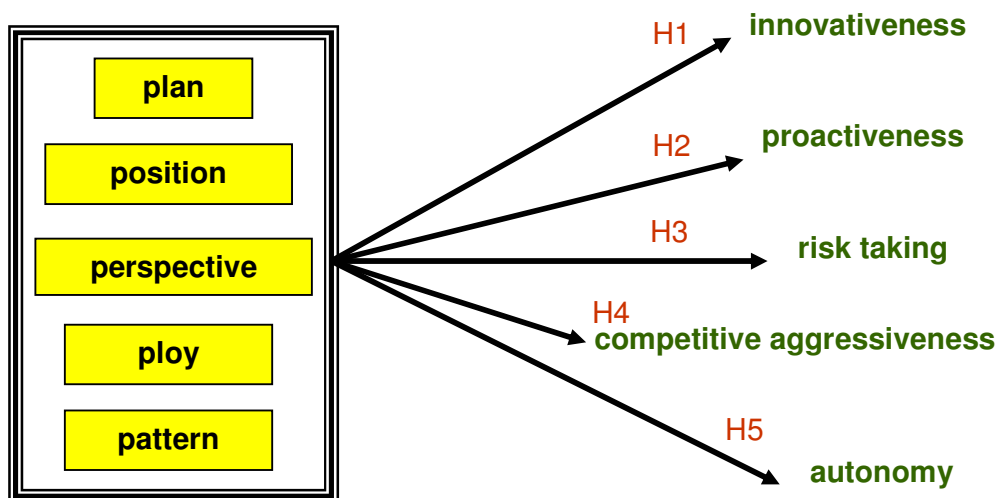 plan
position
perspective
ploy
pattern
H1
innovativeness
H2
proactiveness
H3
risk taking
H4
competitive aggressiveness
H5
autonomy